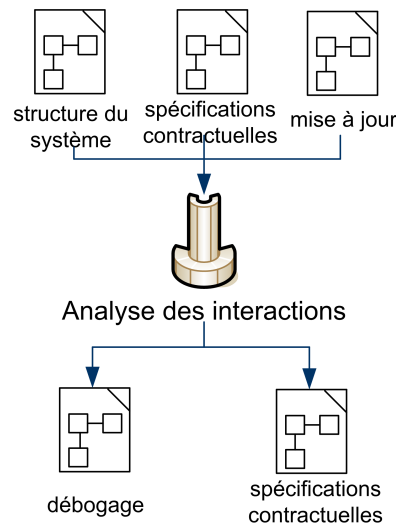 structure du
système
spécifications
contractuelles
mise à jour
Analyse des interactions
débogage
spécifications
contractuelles